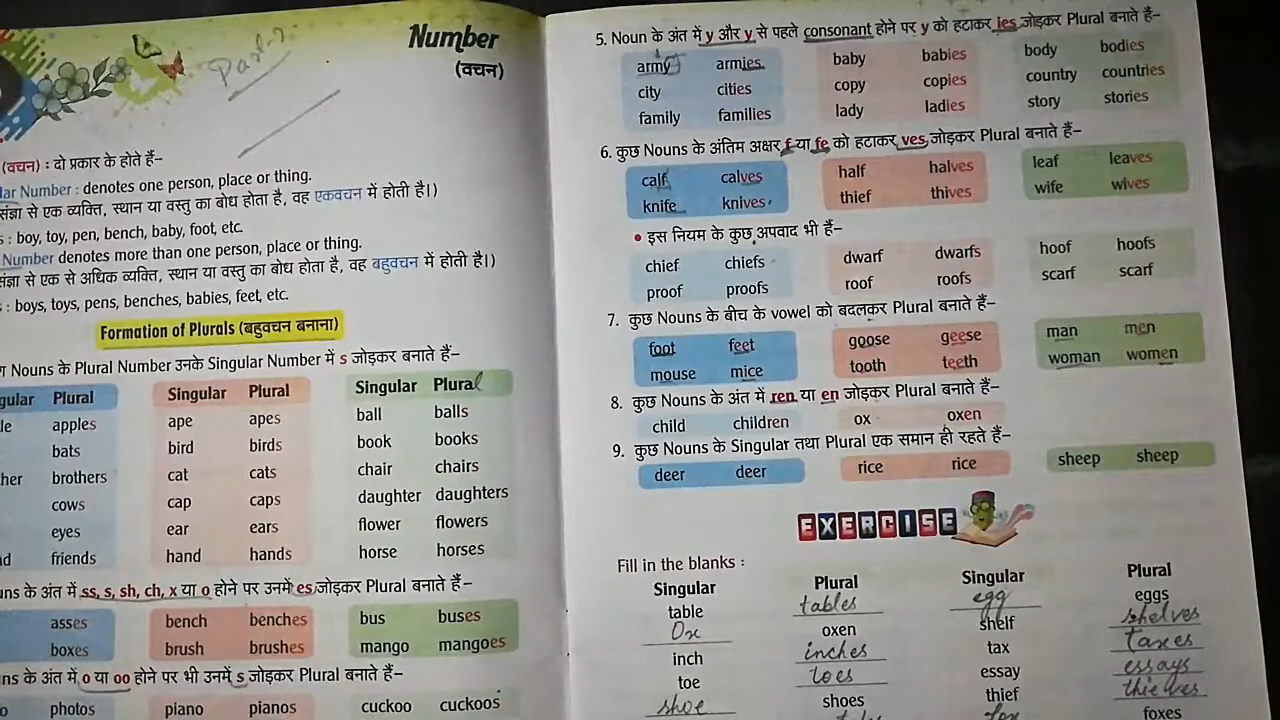 Part-2
Number
(वचन)
(वचन) : दो प्रकार के होते हैं–
lar Number : denotes one person, place or thing.
संज्ञा से एक व्यक्ति, स्थान या वस्तु का बोध होता है, वह एकवचन में होती है।)
s : boy, toy, pen, bench, baby, foot, etc.
Number denotes more than one person, place or thing.
संज्ञा से एक से अधिक व्यक्ति, स्थान या वस्तु का बोध होता है, वह बहुवचन में होती है।)
s : boys, toys, pens, benches, babies, feet, etc.
Formation of Plurals (बहुवचन बनाना)
Nouns के Plural Number उनके Singular Number में s जोड़कर बनाते हैं–
gular Plural Singular Plural Singular Plural
le apples ape apes ball balls
bats bird birds book books
her brothers cat cats chair chairs
cows cap caps daughter daughters
eyes ear ears flower flowers
d friends hand hands horse horses
uns के अंत में ss, s, sh, ch, x या o होने पर उनमें es जोड़कर Plural बनाते हैं–
asses bench benches bus buses
boxes brush brushes mango mangoes
ns के अंत में o या oo होने पर भी उनमें s जोड़कर Plural बनाते हैं–
o photos piano pianos cuckoo cuckoos
5. Noun के अंत में y और y से पहले consonant होने पर y को हटाकर ies जोड़कर Plural बनाते हैं–
army armies baby babies body bodies
city cities copy copies country countries
family families lady ladies story stories
6. कुछ Nouns के अंतिम अक्षर f या fe को हटाकर ves जोड़कर Plural बनाते हैं–
calf calves half halves leaf leaves
knife knives thief thives wife wives
• इस नियम के कुछ अपवाद भी हैं–
chief chiefs dwarf dwarfs hoof hoofs
proof proofs roof roofs scarf scarf
7. कुछ Nouns के बीच के vowel को बदलकर Plural बनाते हैं–
foot feet goose geese man men
mouse mice tooth teeth woman women
8. कुछ Nouns के अंत में ren या en जोड़कर Plural बनाते हैं–
child children ox oxen
9. कुछ Nouns के Singular तथा Plural एक समान ही रहते हैं–
deer deer rice rice sheep sheep
EXERCISE
Fill in the blanks :
Singular Plural Singular Plural
table tables egg eggs
Ox oxen shelf shelves
inch inches tax taxes
toe toes essay essays
shoe shoes thief thieves
fox foxes